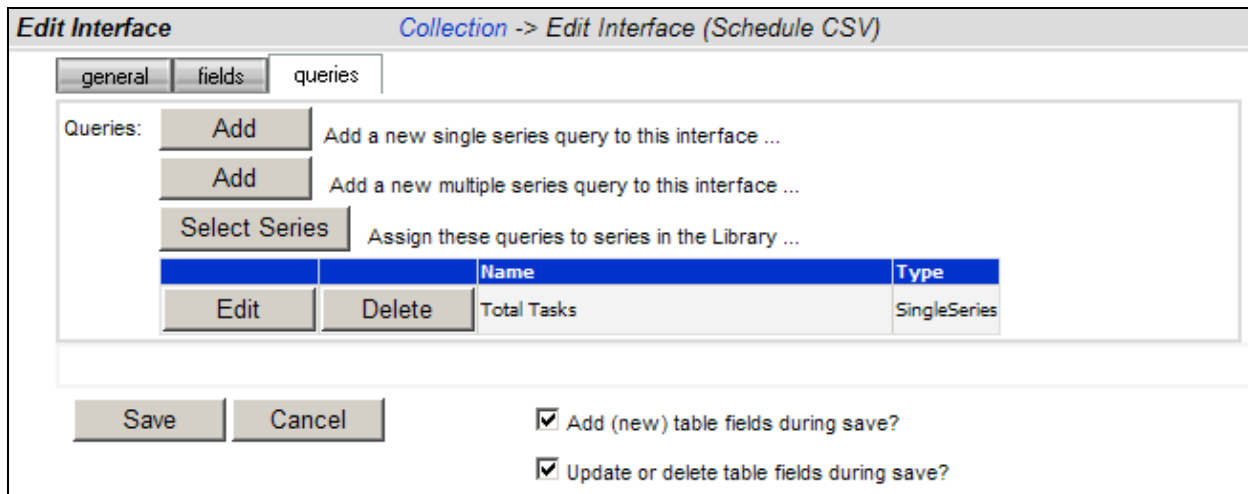 Edit Interface Collection -> Edit Interface (Schedule CSV)
general fields queries
Queries: Add Add a new single series query to this interface ...
Add Add a new multiple series query to this interface ...
Select Series Assign these queries to series in the Library ...
Name Type
Edit Delete Total Tasks SingleSeries
Save Cancel Add (new) table fields during save?
Update or delete table fields during save?